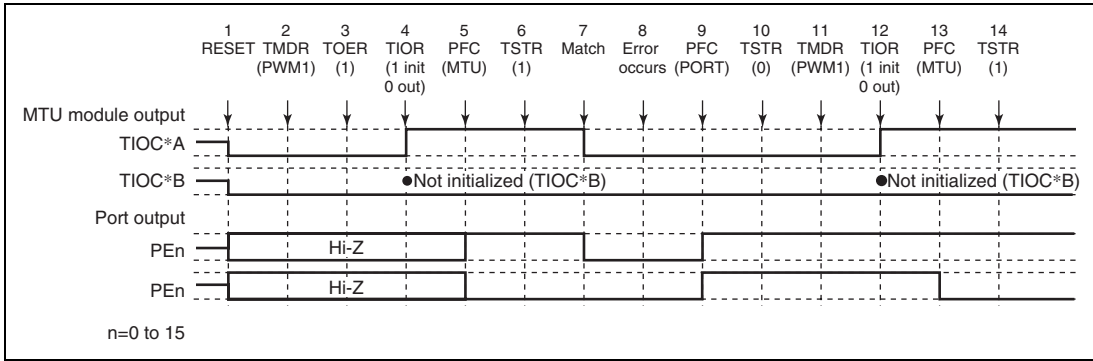 1 2 3 4 5 6 7 8 9 10 11 12 13 14
RESET TMDR TOER TIOR PFC TSTR Match Error PFC TSTR TMDR TIOR PFC TSTR
(PWM1) (1) (1 init (MTU) (1) occurs (PORT) (0) (PWM1) (1 init (MTU) (1)
0 out) 0 out)
MTU module output
TIOC*A
TIOC*B ●Not initialized (TIOC*B) ●Not initialized (TIOC*B)
Port output
PEn Hi-Z
PEn Hi-Z
n=0 to 15